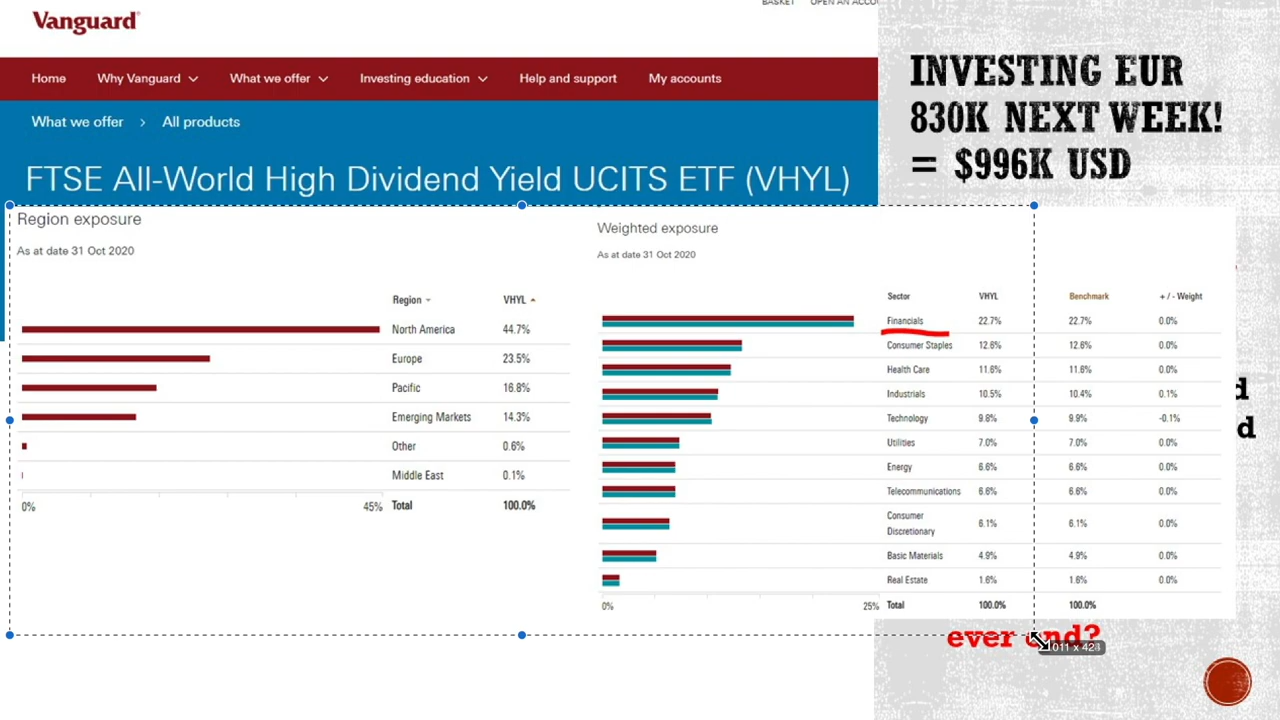 Vanguard
BASKET OPEN AN ACCOU
Home Why Vanguard What we offer Investing education Help and support My accounts
What we offer > All products
FTSE All-World High Dividend Yield UCITS ETF (VHYL)
INVESTING EUR
830K NEXT WEEK!
= $996K USD
Region exposure
As at date 31 Oct 2020
Region VHYL
North America 44.7%
Europe 23.5%
Pacific 16.8%
Emerging Markets 14.3%
Other 0.6%
Middle East 0.1%
0% 45% Total 100.0%
Weighted exposure
As at date 31 Oct 2020
Sector VHYL Benchmark + / - Weight
Financials 22.7% 22.7% 0.0%
Consumer Staples 12.6% 12.6% 0.0%
Health Care 11.6% 11.6% 0.0%
Industrials 10.5% 10.4% 0.1%
Technology 9.8% 9.9% -0.1%
Utilities 7.0% 7.0% 0.0%
Energy 6.6% 6.6% 0.0%
Telecommunications 6.6% 6.6% 0.0%
Consumer
Discretionary 6.1% 6.1% 0.0%
Basic Materials 4.9% 4.9% 0.0%
Real Estate 1.6% 1.6% 0.0%
0% 25% Total 100.0% 100.0%
d
d
ever end?